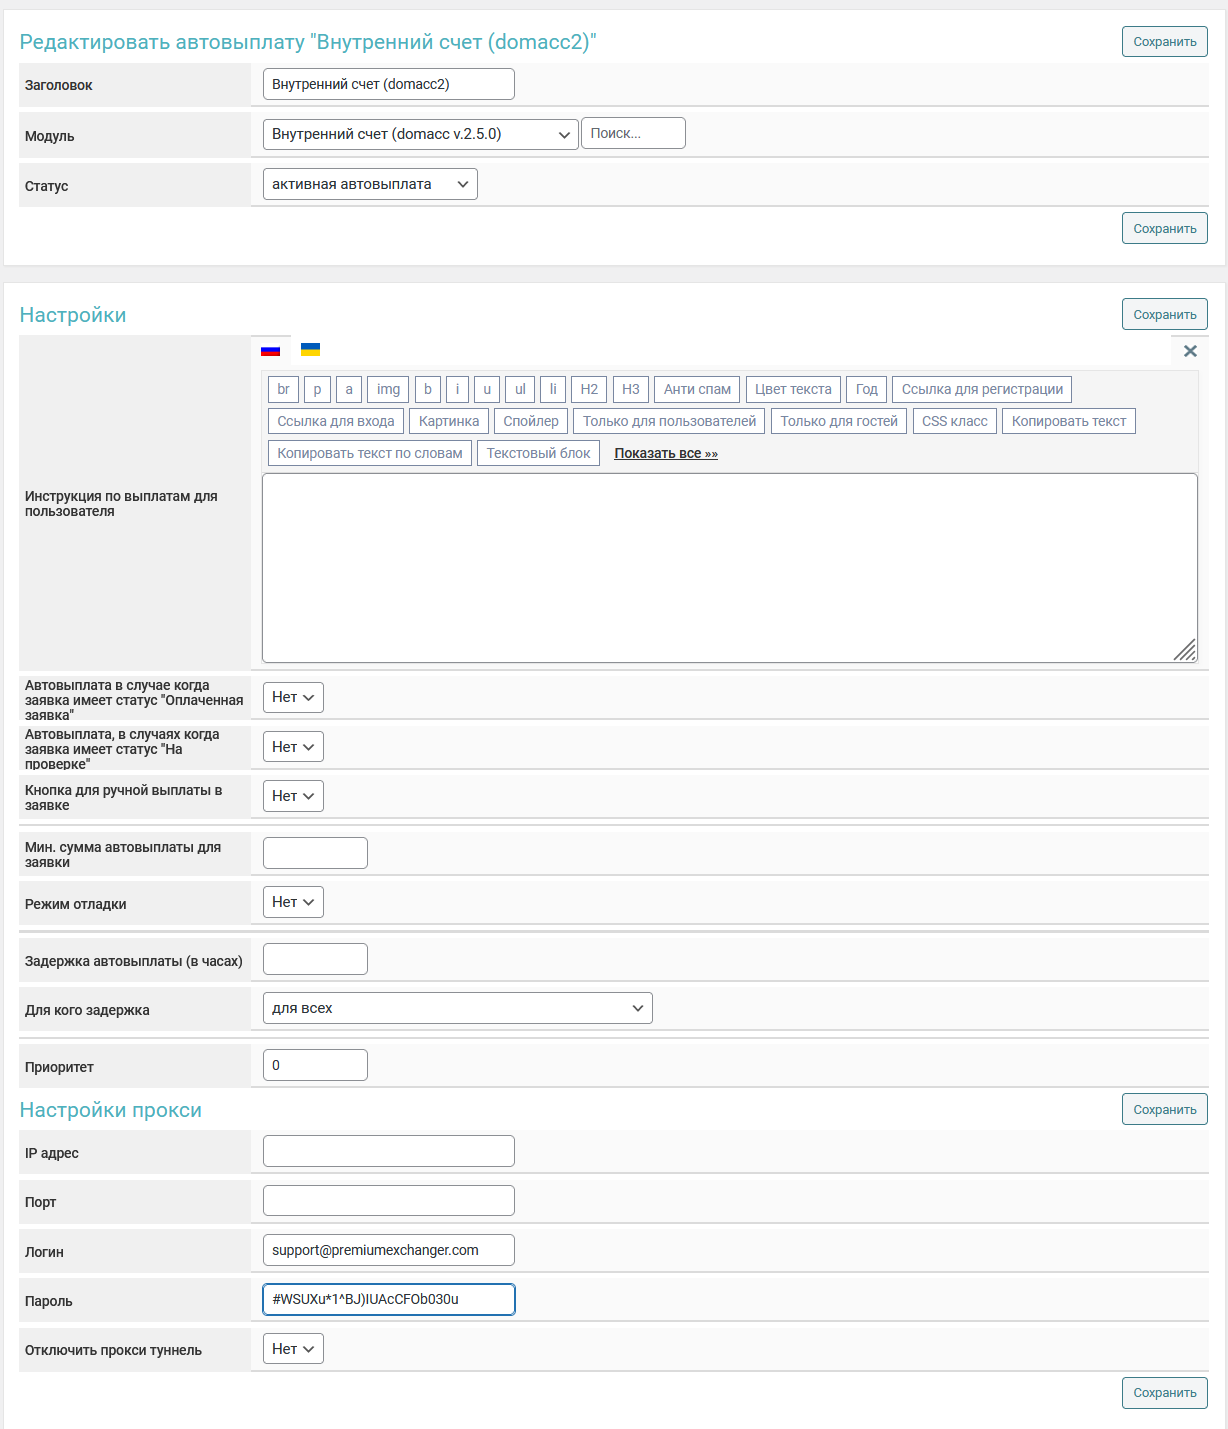 Редактировать автовыплату "Внутренний счет (domacc2)"
Сохранить
Заголовок
Внутренний счет (domacc2)
Модуль
Внутренний счет (domacc v.2.5.0)
Поиск...
Статус
активная автовыплата
Сохранить
Настройки
Сохранить
br p a img b i u ul li H2 H3 Анти спам Цвет текста Год Ссылка для регистрации
Ссылка для входа Картинка Спойлер Только для пользователей Только для гостей CSS класс Копировать текст
Копировать текст по словам Текстовый блок Показать все »»
Инструкция по выплатам для
пользователя
Автовыплата в случае когда
заявка имеет статус "Оплаченная
заявка"
Нет
Автовыплата, в случаях когда
заявка имеет статус "На
проверке"
Нет
Кнопка для ручной выплаты в
заявке
Нет
Мин. сумма автовыплаты для
заявки
Режим отладки
Нет
Задержка автовыплаты (в часах)
Для кого задержка
для всех
Приоритет
0
Настройки прокси
Сохранить
IP адрес
Порт
Логин
support@premiumexchanger.com
Пароль
#WSUXu*1^BJ)IUAcCFOb030u
Отключить прокси туннель
Нет
Сохранить